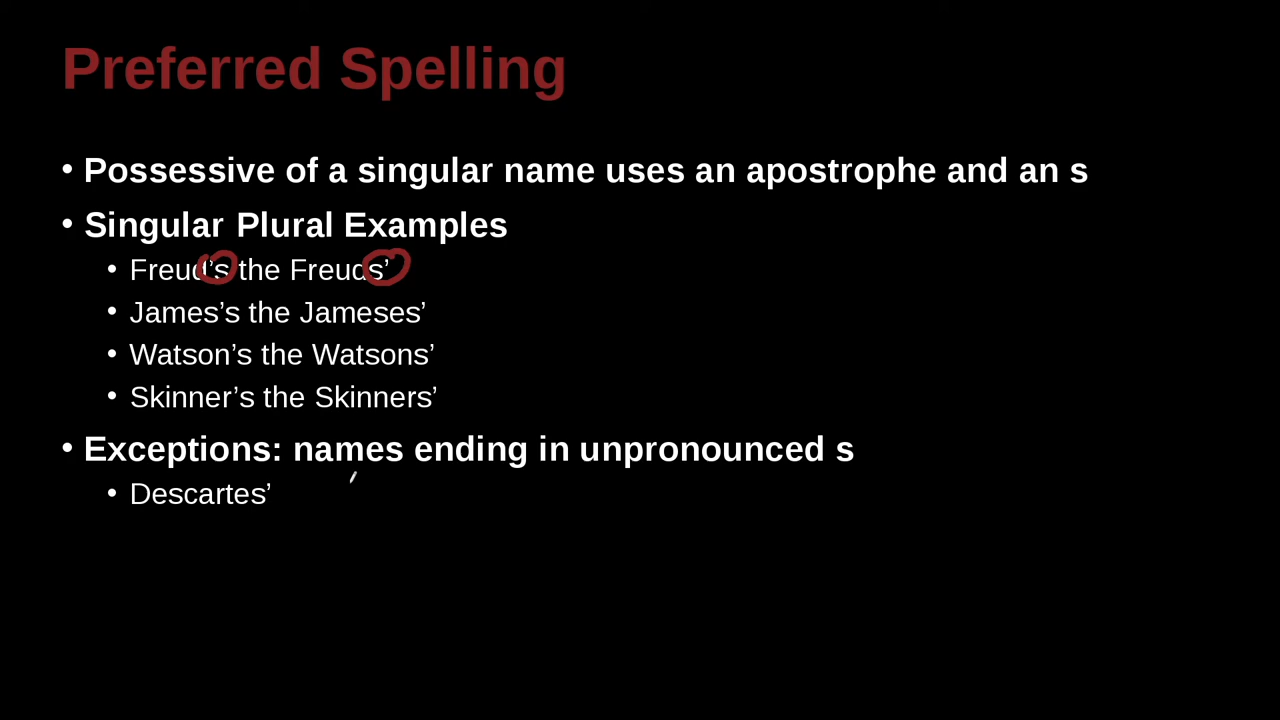 Preferred Spelling
• Possessive of a singular name uses an apostrophe and an s
• Singular Plural Examples
• Freud’s the Freuds’
• James’s the Jameses’
• Watson’s the Watsons’
• Skinner’s the Skinners’
• Exceptions: names ending in unpronounced s
• Descartes’